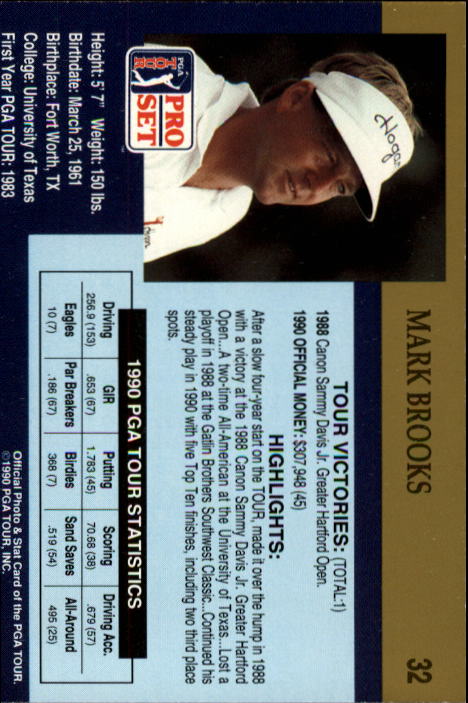 MARK BROOKS 32
Hogan
PGA
TOUR
PRO
SET
Height: 5' 7" Weight: 150 lbs.
Birthdate: March 25, 1961
Birthplace: Fort Worth, TX
College: University of Texas
First Year PGA TOUR: 1983
TOUR VICTORIES: (TOTAL:1)
1988 Canon Sammy Davis Jr. Greater Hartford Open.
1990 OFFICIAL MONEY: $307,948 (45)
HIGHLIGHTS:
After a slow four-year start on the TOUR, made it over the hump in 1988
with a victory at the 1988 Canon Sammy Davis Jr. Greater Hartford
Open...A two-time All-American at the University of Texas...Lost a
playoff in 1988 at the Gatlin Brothers Southwest Classic...Continued his
steady play in 1990 with five Top Ten finishes, including two third place
spots.
1990 PGA TOUR STATISTICS
Driving GIR Putting Scoring Driving Acc.
256.9 (153) .653 (67) 1.783 (45) 70.68 (38) .679 (57)
Eagles Par Breakers Birdies Sand Saves All-Around
10 (7) .186 (67) 368 (7) .519 (54) 495 (25)
Official Photo & Stat Card of the PGA TOUR.
©1990 PGA TOUR, INC.